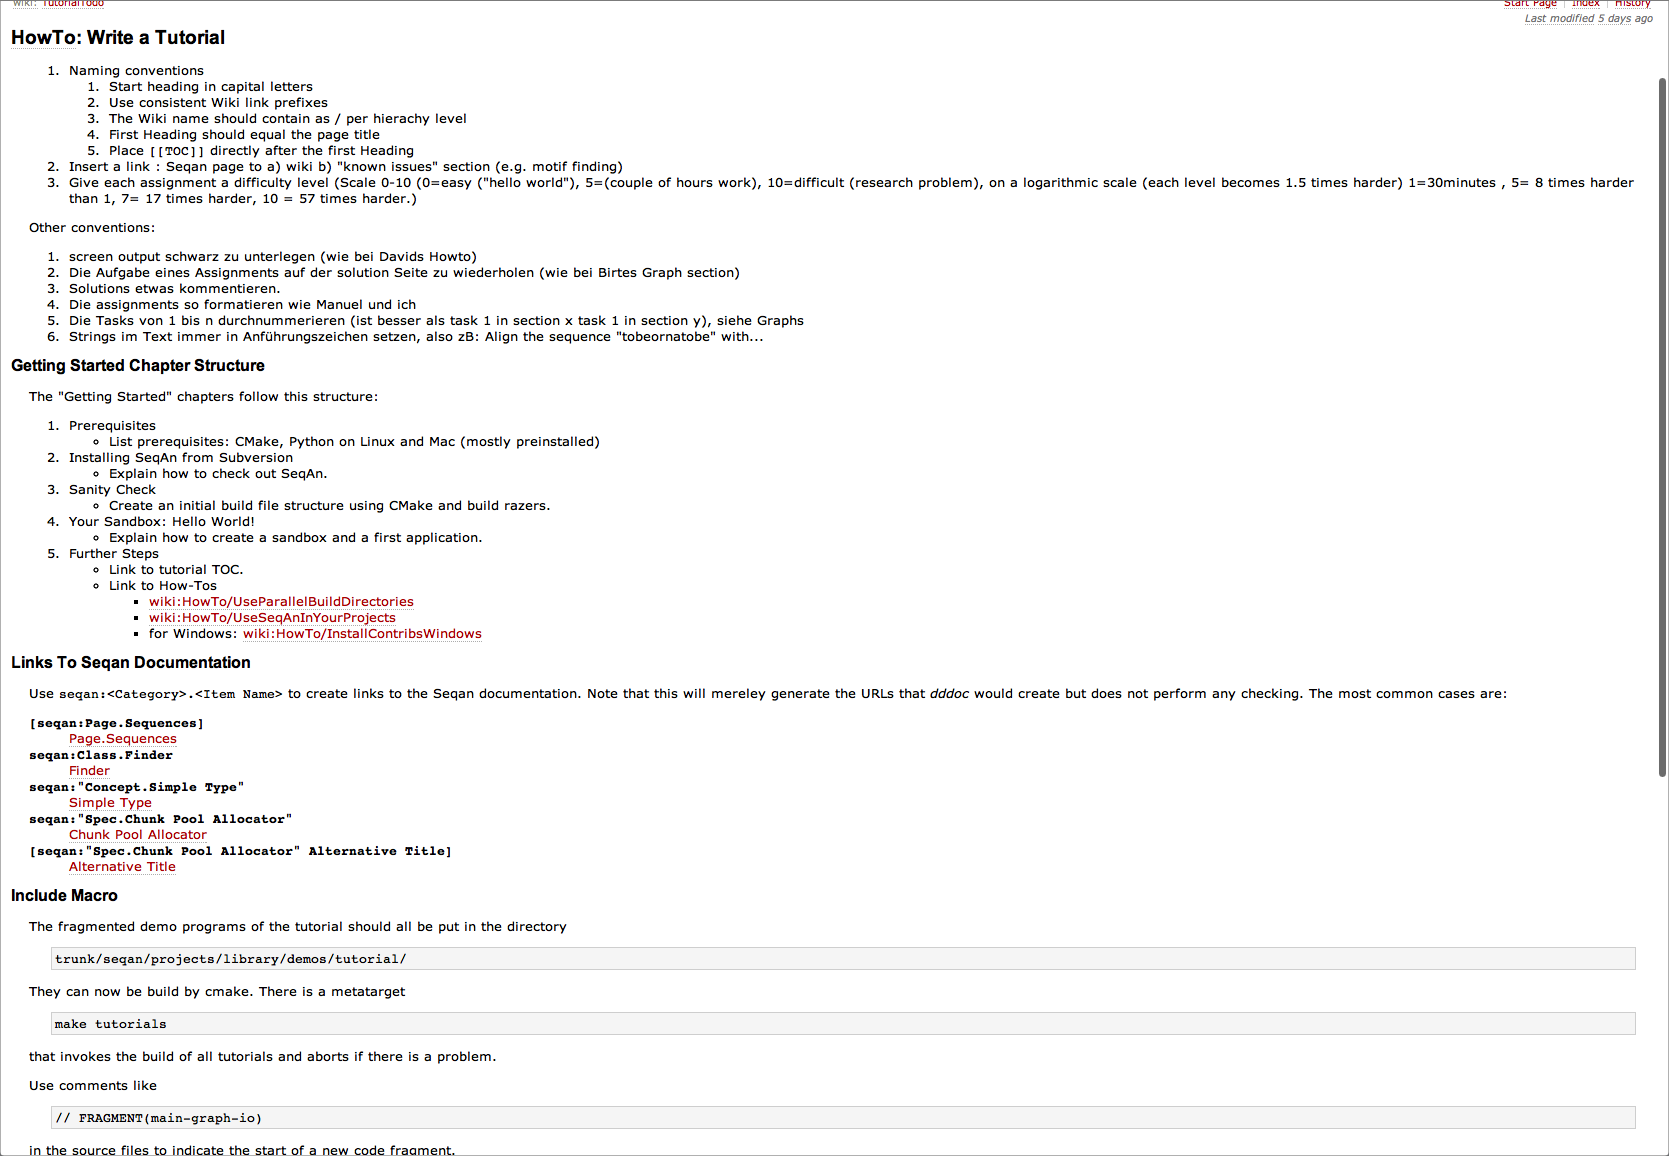 wiki: TutorialTodo
Start Page | Index | History
Last modified 5 days ago
HowTo: Write a Tutorial
1. Naming conventions
1. Start heading in capital letters
2. Use consistent Wiki link prefixes
3. The Wiki name should contain as / per hierachy level
4. First Heading should equal the page title
5. Place [[TOC]] directly after the first Heading
2. Insert a link : Seqan page to a) wiki b) "known issues" section (e.g. motif finding)
3. Give each assignment a difficulty level (Scale 0-10 (0=easy ("hello world"), 5=(couple of hours work), 10=difficult (research problem), on a logarithmic scale (each level becomes 1.5 times harder) 1=30minutes , 5= 8 times harder
than 1, 7= 17 times harder, 10 = 57 times harder.)
Other conventions:
1. screen output schwarz zu unterlegen (wie bei Davids Howto)
2. Die Aufgabe eines Assignments auf der solution Seite zu wiederholen (wie bei Birtes Graph section)
3. Solutions etwas kommentieren.
4. Die assignments so formatieren wie Manuel und ich
5. Die Tasks von 1 bis n durchnummerieren (ist besser als task 1 in section x task 1 in section y), siehe Graphs
6. Strings im Text immer in Anführungszeichen setzen, also zB: Align the sequence "tobeornatobe" with...
Getting Started Chapter Structure
The "Getting Started" chapters follow this structure:
1. Prerequisites
List prerequisites: CMake, Python on Linux and Mac (mostly preinstalled)
2. Installing SeqAn from Subversion
Explain how to check out SeqAn.
3. Sanity Check
Create an initial build file structure using CMake and build razers.
4. Your Sandbox: Hello World!
Explain how to create a sandbox and a first application.
5. Further Steps
Link to tutorial TOC.
Link to How-Tos
wiki:HowTo/UseParallelBuildDirectories
wiki:HowTo/UseSeqAnInYourProjects
for Windows: wiki:HowTo/InstallContribsWindows
Links To Seqan Documentation
Use seqan:<Category>.<Item Name> to create links to the Seqan documentation. Note that this will mereley generate the URLs that dddoc would create but does not perform any checking. The most common cases are:
[seqan:Page.Sequences]
Page.Sequences
seqan:Class.Finder
Finder
seqan:"Concept.Simple Type"
Simple Type
seqan:"Spec.Chunk Pool Allocator"
Chunk Pool Allocator
[seqan:"Spec.Chunk Pool Allocator" Alternative Title]
Alternative Title
Include Macro
The fragmented demo programs of the tutorial should all be put in the directory
trunk/seqan/projects/library/demos/tutorial/
They can now be build by cmake. There is a metatarget
make tutorials
that invokes the build of all tutorials and aborts if there is a problem.
Use comments like
// FRAGMENT(main-graph-io)
in the source files to indicate the start of a new code fragment.